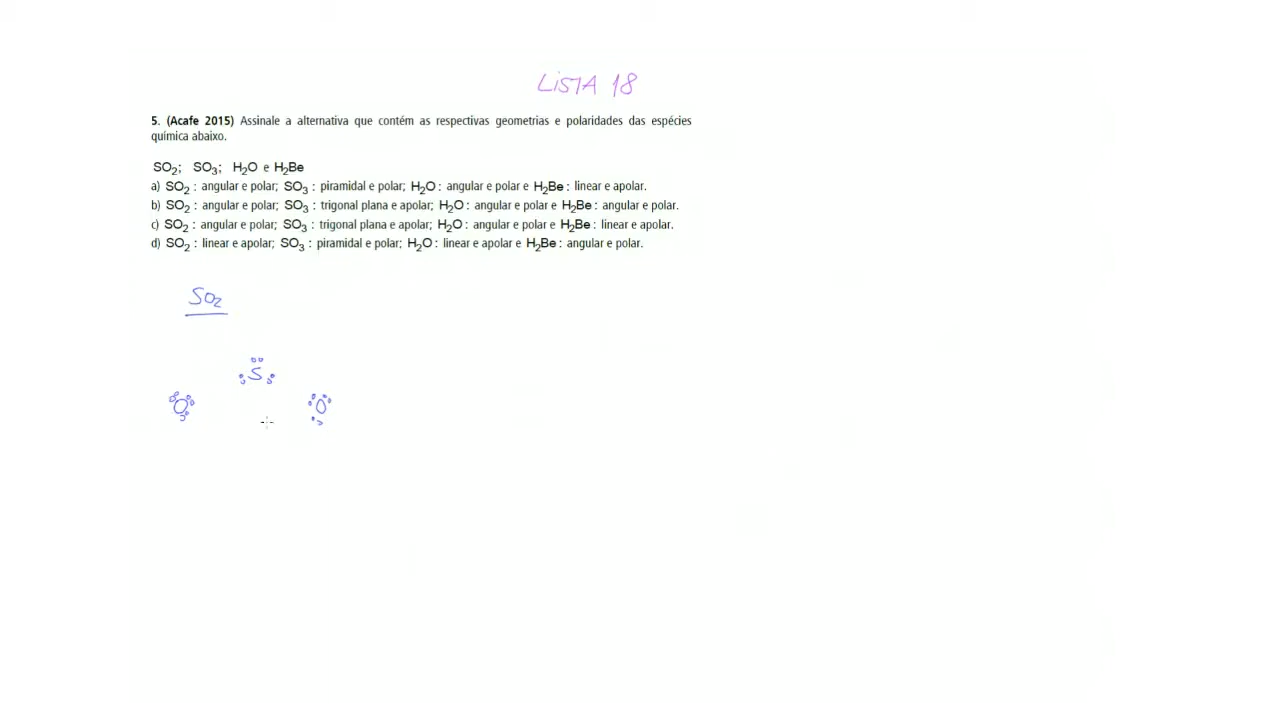 LISTA 18
5. (Acafe 2015) Assinale a alternativa que contém as respectivas geometrias e polaridades das espécies
química abaixo.
SO₂; SO₃; H₂O e H₂Be
a) SO₂ : angular e polar; SO₃ : piramidal e polar; H₂O : angular e polar e H₂Be : linear e apolar.
b) SO₂ : angular e polar; SO₃ : trigonal plana e apolar; H₂O : angular e polar e H₂Be : angular e polar.
c) SO₂ : angular e polar; SO₃ : trigonal plana e apolar; H₂O : angular e polar e H₂Be : linear e apolar.
d) SO₂ : linear e apolar; SO₃ : piramidal e polar; H₂O : linear e apolar e H₂Be : angular e polar.
SO₂
S
O O